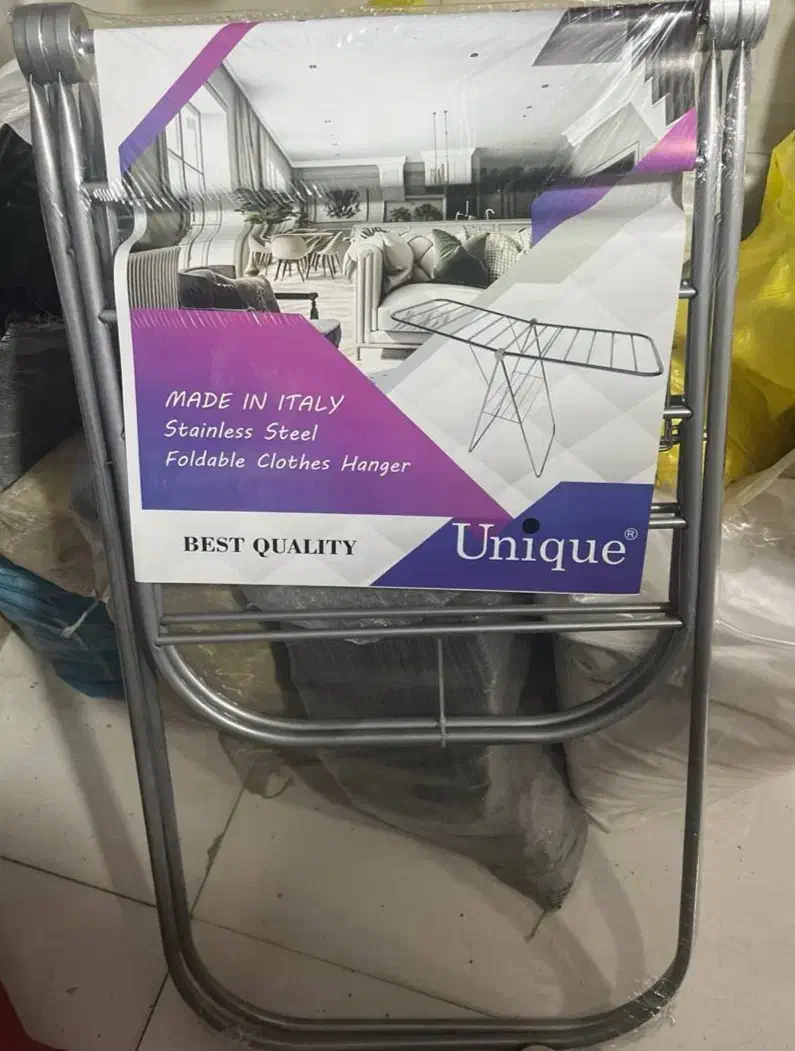 MADE IN ITALY
Stainless Steel
Foldable Clothes Hanger
BEST QUALITY
Unique®